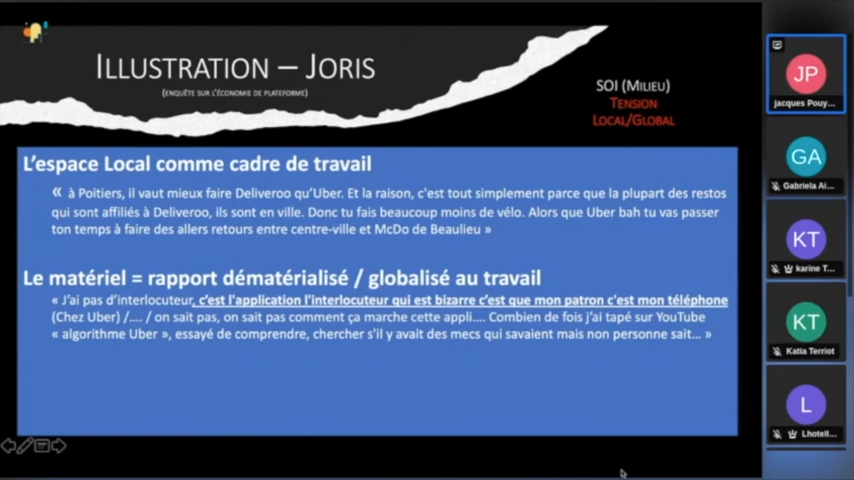 ILLUSTRATION – JORIS
(ENQUÊTE SUR L'ÉCONOMIE DE PLATEFORME)
SOI (MILIEU)
TENSION
LOCAL/GLOBAL
L'espace Local comme cadre de travail
« à Poitiers, il vaut mieux faire Deliveroo qu'Uber. Et la raison, c'est tout simplement parce que la plupart des restos
qui sont affiliés à Deliveroo, ils sont en ville. Donc tu fais beaucoup moins de vélo. Alors que Uber bah tu vas passer
ton temps à faire des allers retours entre centre-ville et McDo de Beaulieu »
Le matériel = rapport dématérialisé / globalisé au travail
« J'ai pas d'interlocuteur, c'est l'application l'interlocuteur qui est bizarre c'est que mon patron c'est mon téléphone
(Chez Uber) /.... / on sait pas, on sait pas comment ça marche cette appli.... Combien de fois j'ai tapé sur YouTube
« algorithme Uber », essayé de comprendre, chercher s'il y avait des mecs qui savaient mais non personne sait... »
JP
jacques Pouy...
GA
Gabriela Ai...
KT
karine T...
KT
Katia Terriot
L
Lhotell...